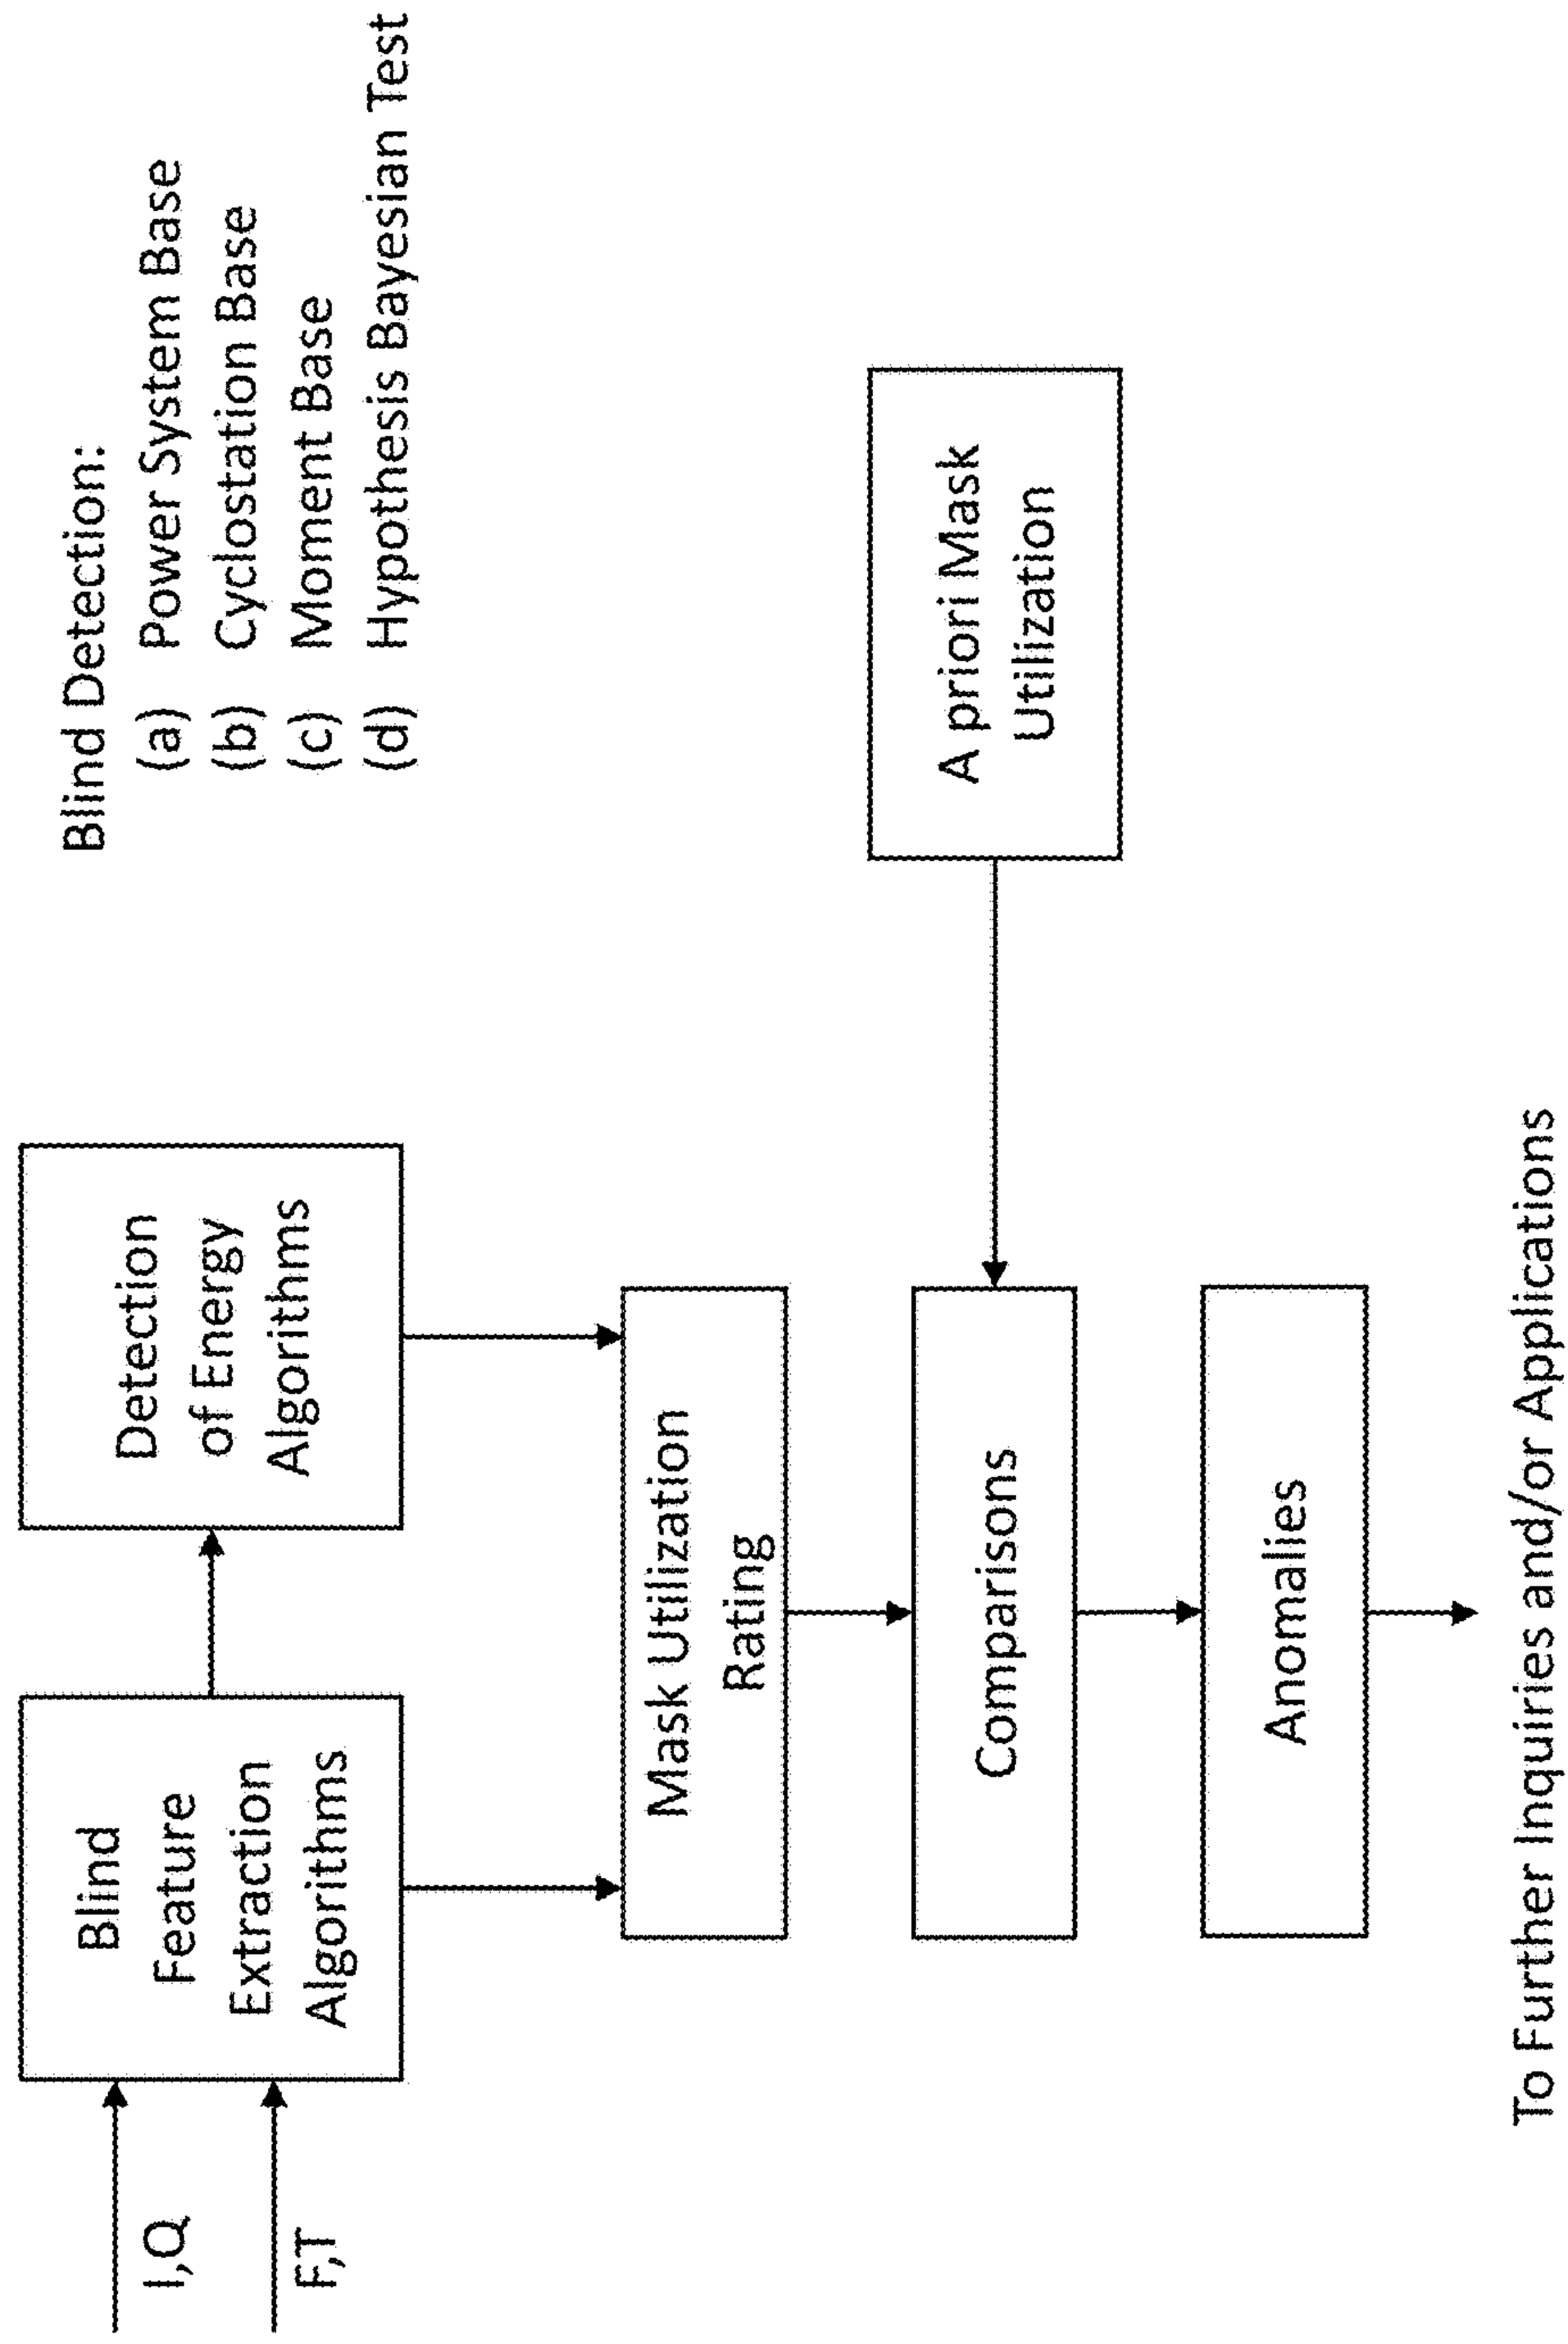 I,Q
F,T
Blind
Feature
Extraction
Algorithms
Detection
of Energy
Algorithms
Blind Detection:
(a) Power System Base
(b) Cyclostation Base
(c) Moment Base
(d) Hypothesis Bayesian Test
Mask Utilization
Rating
Comparisons
A priori Mask
Utilization
Anomalies
To Further Inquiries and/or Applications